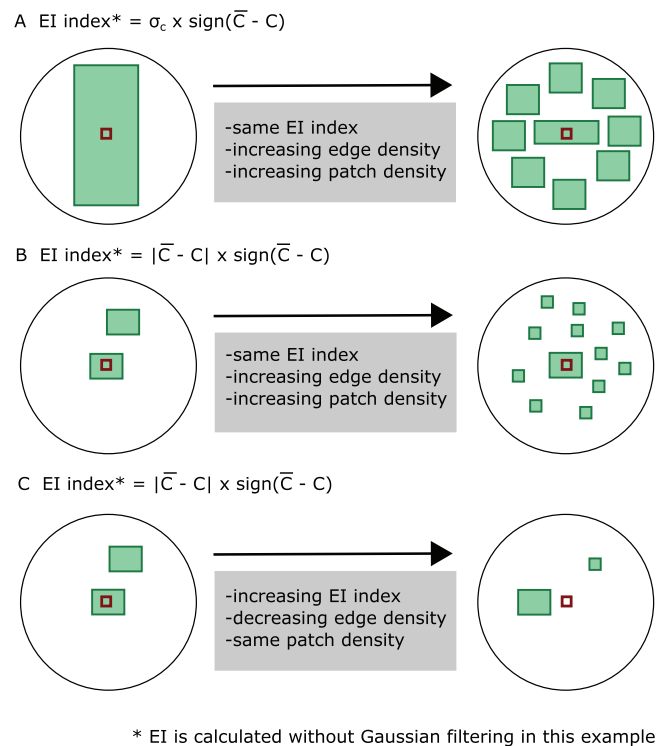 A EI index* = σc x sign(C̅ - C)
-same EI index
-increasing edge density
-increasing patch density
B EI index* = |C̅ - C| x sign(C̅ - C)
-same EI index
-increasing edge density
-increasing patch density
C EI index* = |C̅ - C| x sign(C̅ - C)
-increasing EI index
-decreasing edge density
-same patch density
* EI is calculated without Gaussian filtering in this example